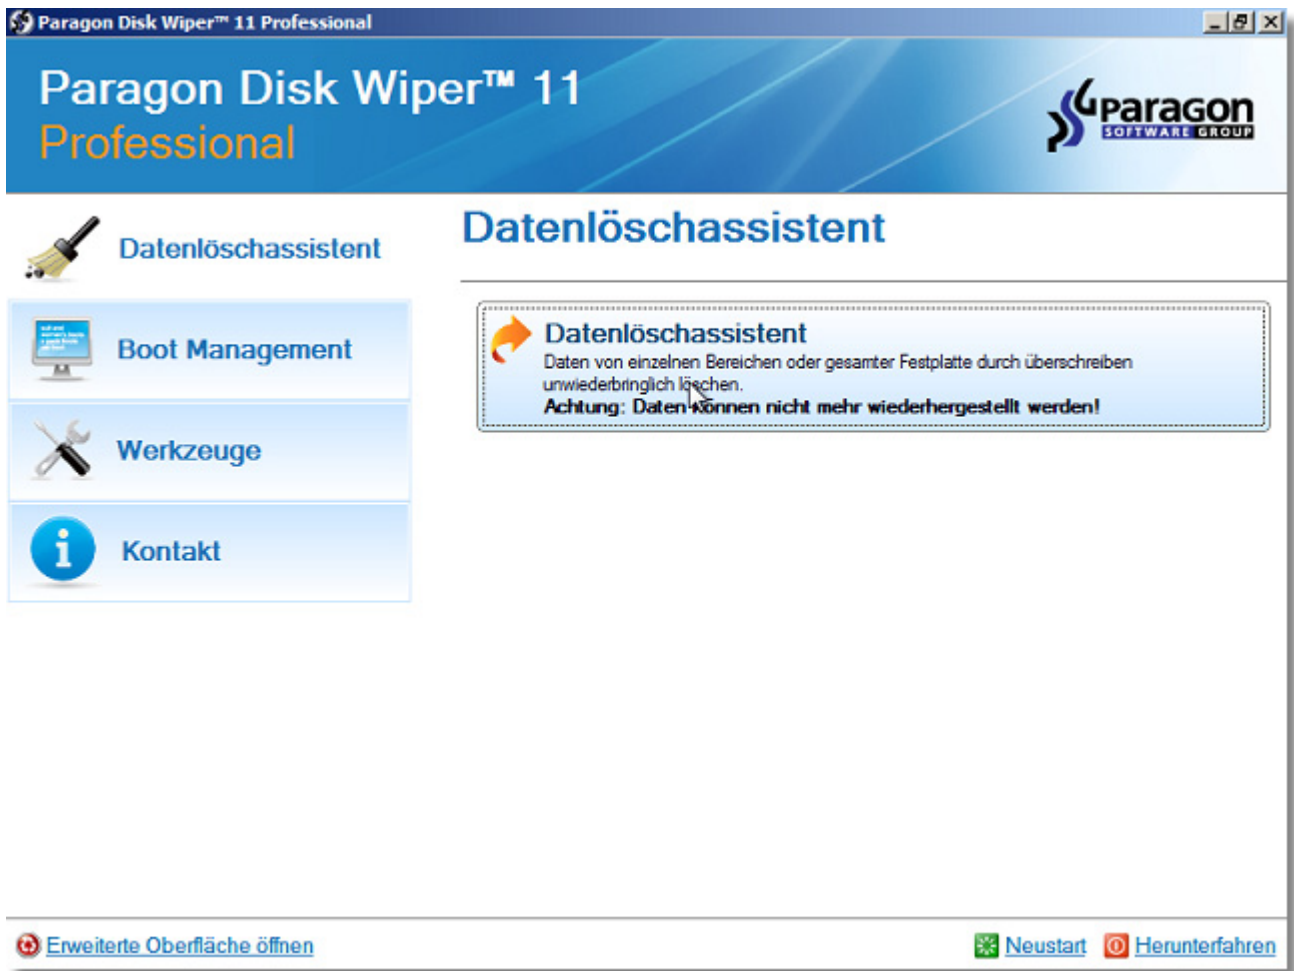 Paragon Disk Wiper™ 11 Professional
Paragon Disk Wiper™ 11
Professional
Paragon
SOFTWARE GROUP
Datenlöschassistent
Boot Management
Werkzeuge
Kontakt
Datenlöschassistent
Datenlöschassistent
Daten von einzelnen Bereichen oder gesamter Festplatte durch überschreiben
unwiederbringlich löschen.
Achtung: Daten können nicht mehr wiederhergestellt werden!
Erweiterte Oberfläche öffnen
Neustart
Herunterfahren